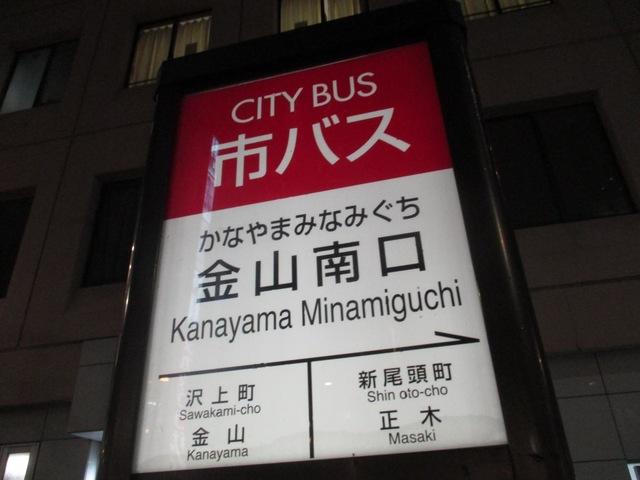 CITY BUS
市バス
かなやまみなみぐち
金山南口
Kanayama Minamiguchi
沢上町
Sawakami-cho
金山
Kanayama
新尾頭町
Shin oto-cho
正木
Masaki